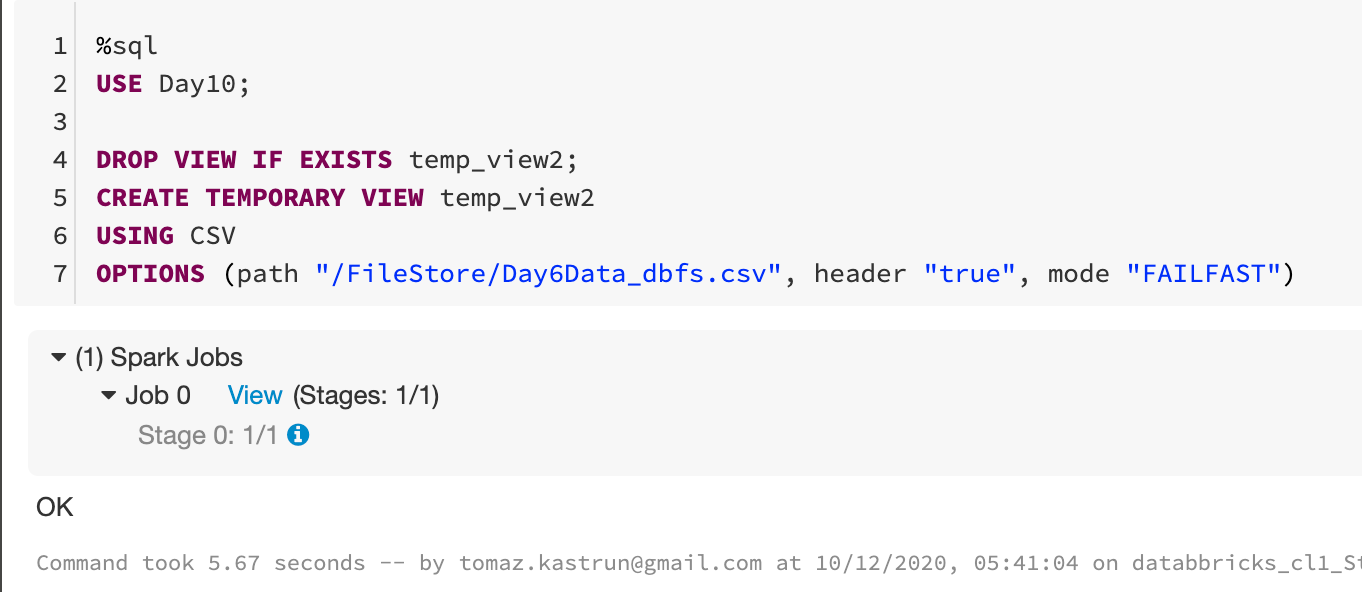 1 %sql
2 USE Day10;
3
4 DROP VIEW IF EXISTS temp_view2;
5 CREATE TEMPORARY VIEW temp_view2
6 USING CSV
7 OPTIONS (path "/FileStore/Day6Data_dbfs.csv", header "true", mode "FAILFAST")
(1) Spark Jobs
Job 0 View (Stages: 1/1)
Stage 0: 1/1
OK
Command took 5.67 seconds -- by tomaz.kastrun@gmail.com at 10/12/2020, 05:41:04 on databbricks_cl1_St